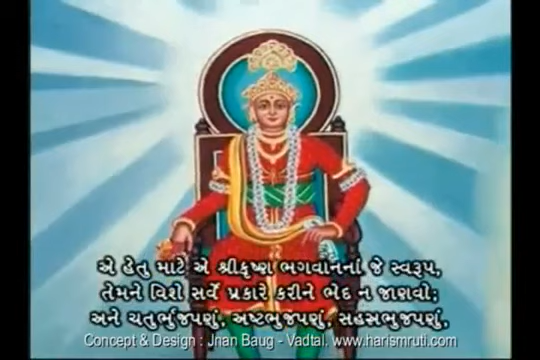 એ હેતુ માટે એ શ્રીકૃષ્ણ ભગવાનનાં જે સ્વરૂપ,
તેમને વિશે સર્વે પ્રકારે કરીને ભેદ ન જાણવો;
અને ચતુર્ભુજપણું, અષ્ટભુજપણું, સહસ્રભુજપણું,
Concept & Design : Jnan Baug - Vadtal. www.harismruti.com